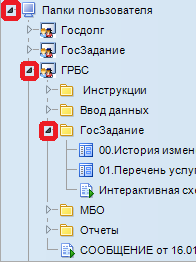 Папки пользователя
Госдолг
ГосЗадание
ГРБС
Инструкции
Ввод данных
ГосЗадание
00.История измен
01.Перечень услуг
Интерактивная схе
МБО
Отчеты
СООБЩЕНИЕ от 16.01